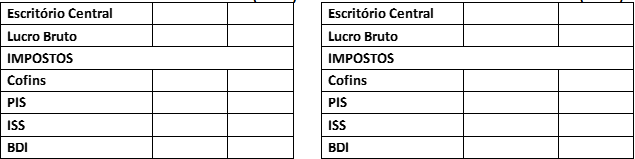 Escritório Central
Lucro Bruto
IMPOSTOS
Cofins
PIS
ISS
BDI
Escritório Central
Lucro Bruto
IMPOSTOS
Cofins
PIS
ISS
BDI